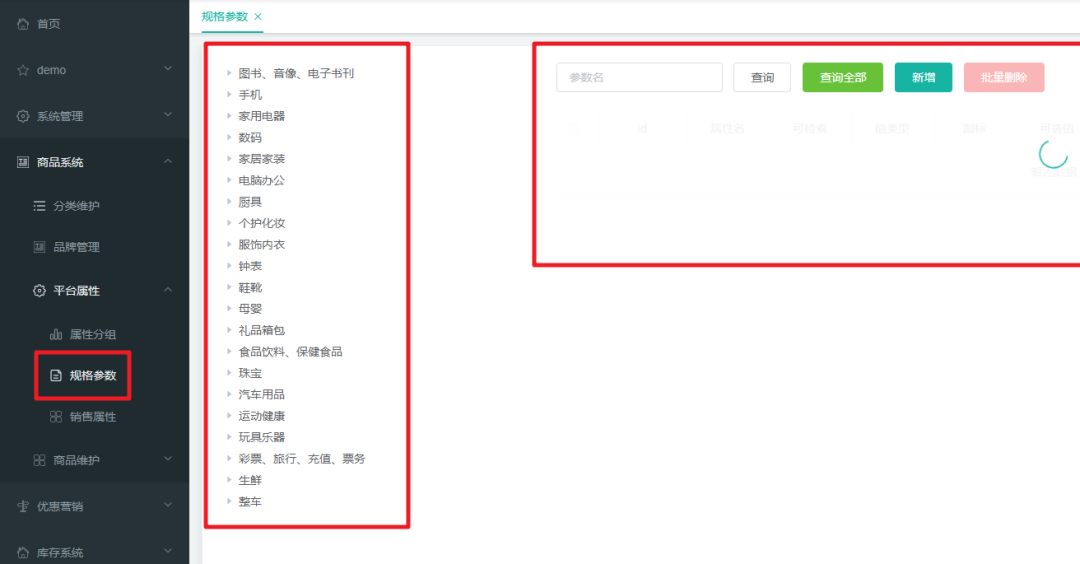 首页
demo
系统管理
商品系统
分类维护
品牌管理
平台属性
属性分组
规格参数
销售属性
商品维护
优惠营销
库存系统
规格参数 ×
图书、音像、电子书刊
手机
家用电器
数码
家居家装
电脑办公
厨具
个护化妆
服饰内衣
钟表
鞋靴
母婴
礼品箱包
食品饮料、保健食品
珠宝
汽车用品
运动健康
玩具乐器
彩票、旅行、充值、票务
生鲜
整车
参数名 查询 查询全部 新增 批量删除
id 属性名 可检索 值类型 图标 可选值